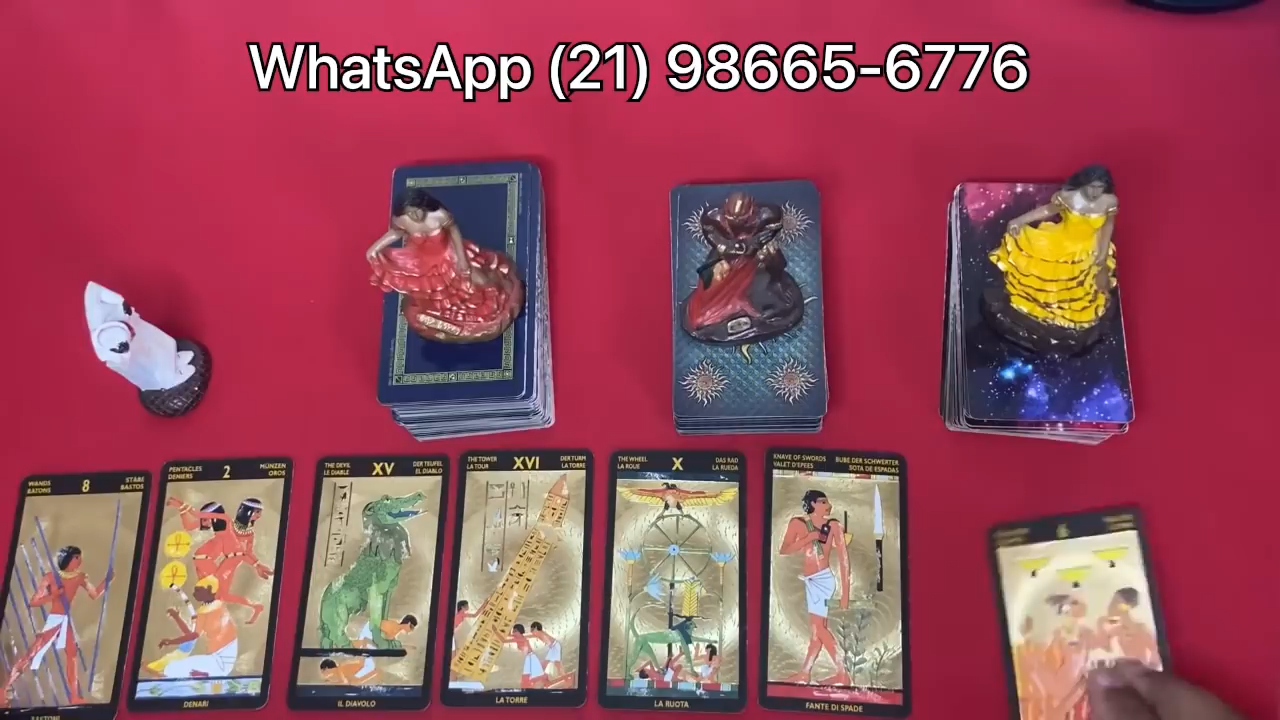 WhatsApp (21) 98665-6776
WANDS
BATONS
8
STÄBE
BASTOS
BASTONI
PENTACLES
DENIERS
2
MÜNZEN
OROS
DENARI
THE DEVIL
LE DIABLE
XV
DER TEUFEL
EL DIABLO
IL DIAVOLO
THE TOWER
LA TOUR
XVI
DER TURM
LA TORRE
LA TORRE
THE WHEEL
LA ROUE
X
DAS RAD
LA RUEDA
LA RUOTA
KNAVE OF SWORDS
VALET D'EPEES
BUBE DER SCHWERTER
SOTA DE ESPADAS
FANTE DI SPADE
6